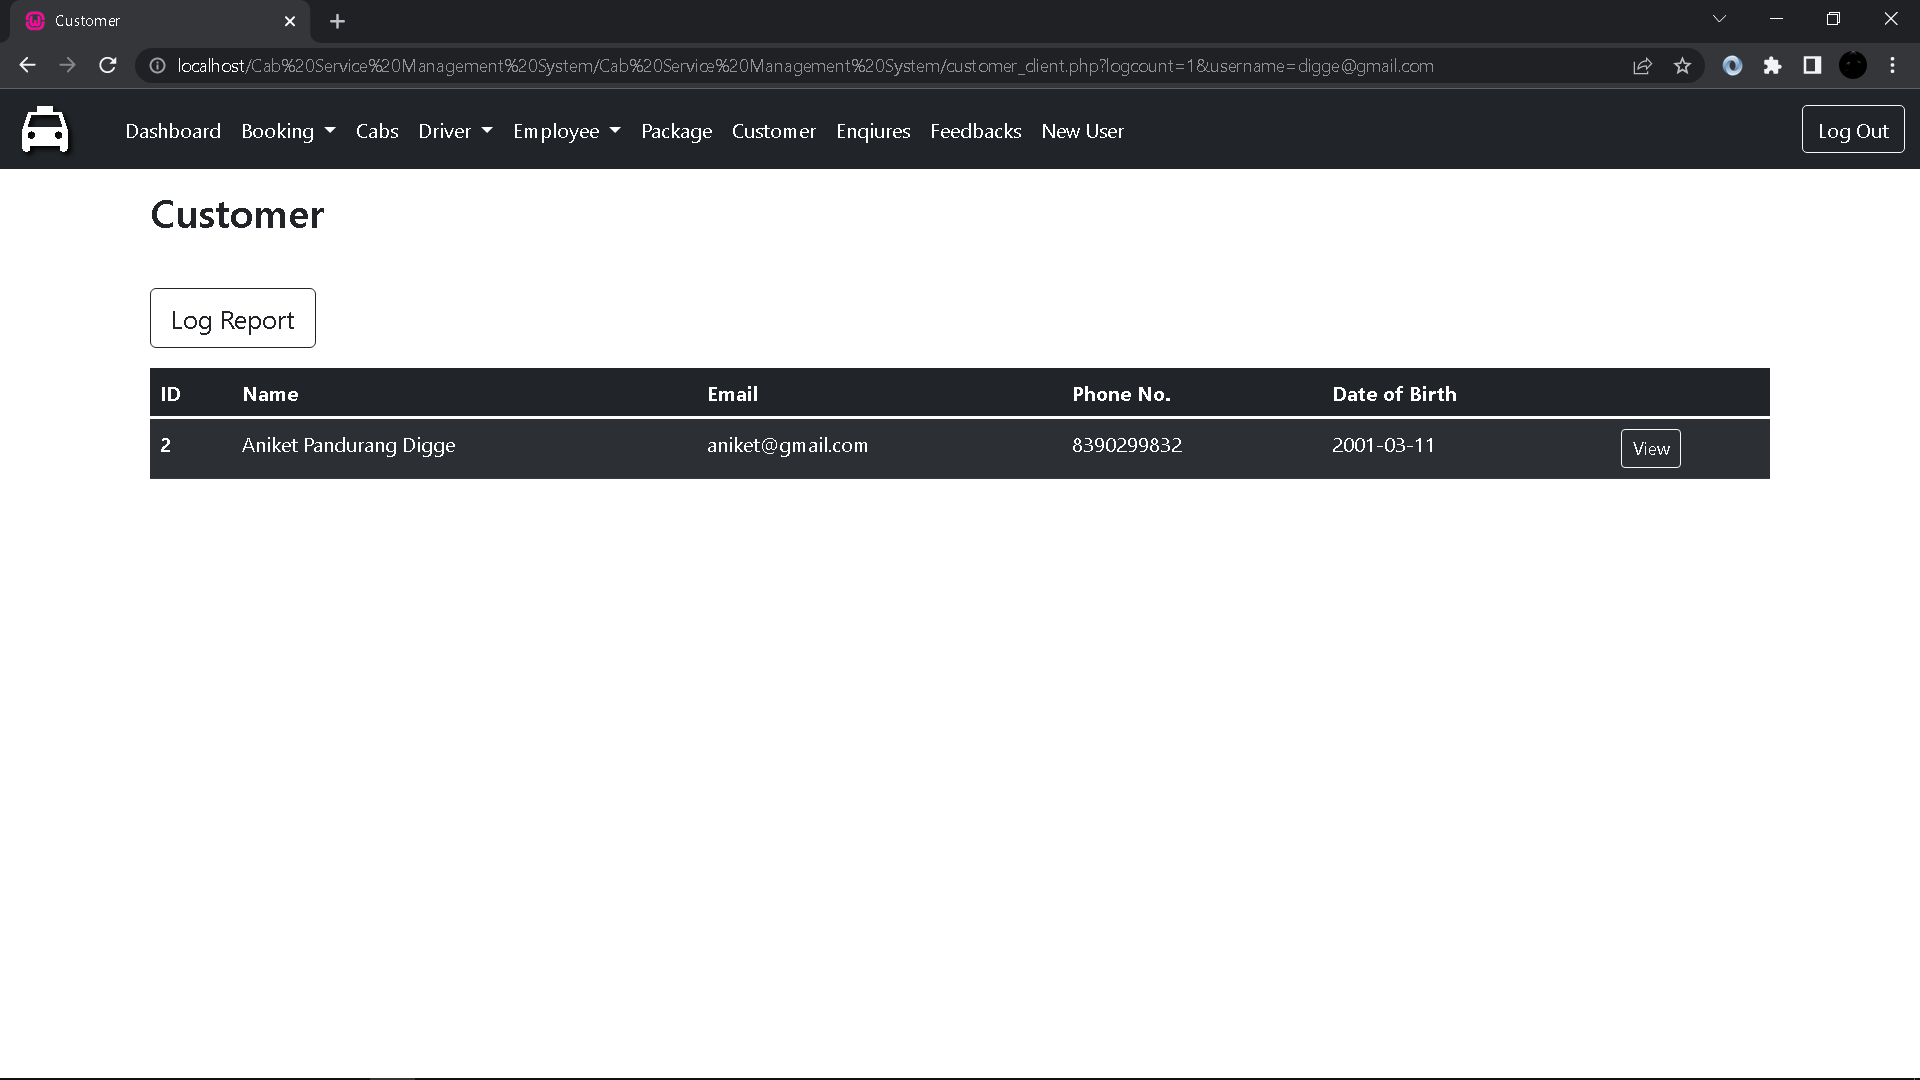 Customer
localhost/Cab%20Service%20Management%20System/Cab%20Service%20Management%20System/customer_client.php?logcount=1&username=digge@gmail.com
Dashboard Booking Cabs Driver Employee Package Customer Enqiures Feedbacks New User Log Out
Customer
Log Report
ID Name Email Phone No. Date of Birth
2 Aniket Pandurang Digge aniket@gmail.com 8390299832 2001-03-11 View